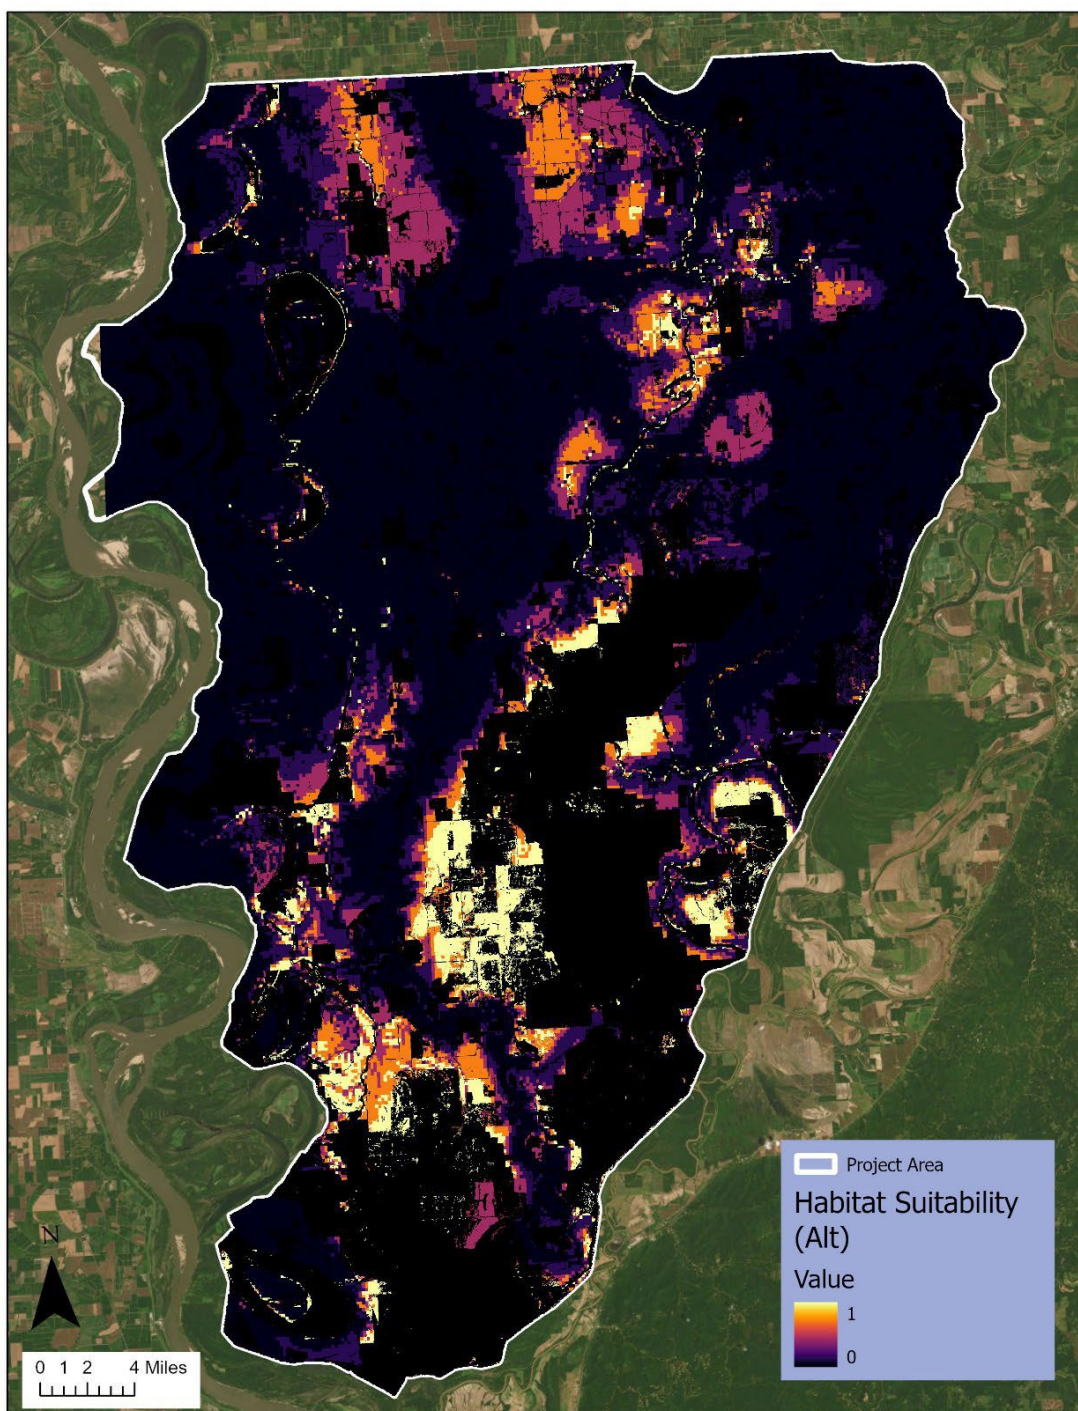 N
0 1 2 4 Miles
Project Area
Habitat Suitability
(Alt)
Value
1
0